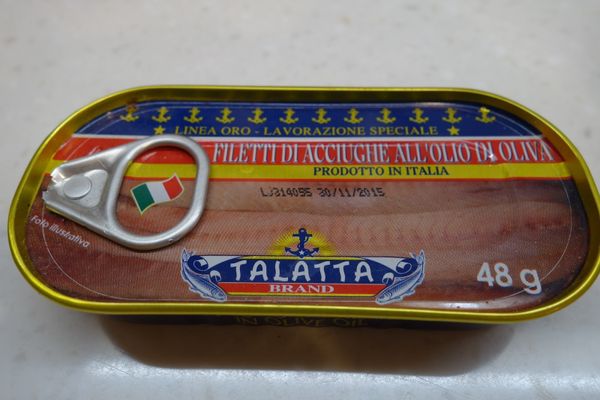 LINEA ORO - LAVORAZIONE SPECIALE
FILETTI DI ACCIUGHE ALL'OLIO DI OLIVA
PRODOTTO IN ITALIA
LJ314055 30/11/2015
Foto illustrativa
TALATTA
BRAND
48 g
IN OLIVE OIL